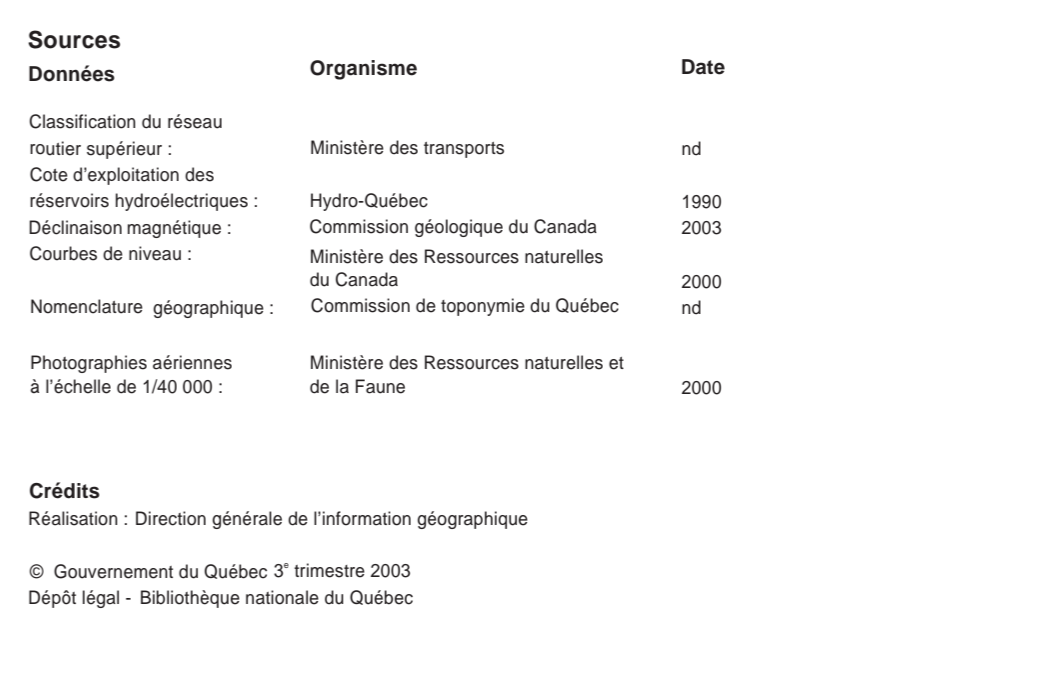 Sources
Données Organisme Date
Classification du réseau
routier supérieur : Ministère des transports nd
Cote d’exploitation des
réservoirs hydroélectriques : Hydro-Québec 1990
Déclinaison magnétique : Commission géologique du Canada 2003
Courbes de niveau : Ministère des Ressources naturelles
du Canada 2000
Nomenclature géographique : Commission de toponymie du Québec nd
Photographies aériennes Ministère des Ressources naturelles et
à l’échelle de 1/40 000 : de la Faune 2000
Crédits
Réalisation : Direction générale de l’information géographique
© Gouvernement du Québec 3e trimestre 2003
Dépôt légal - Bibliothèque nationale du Québec